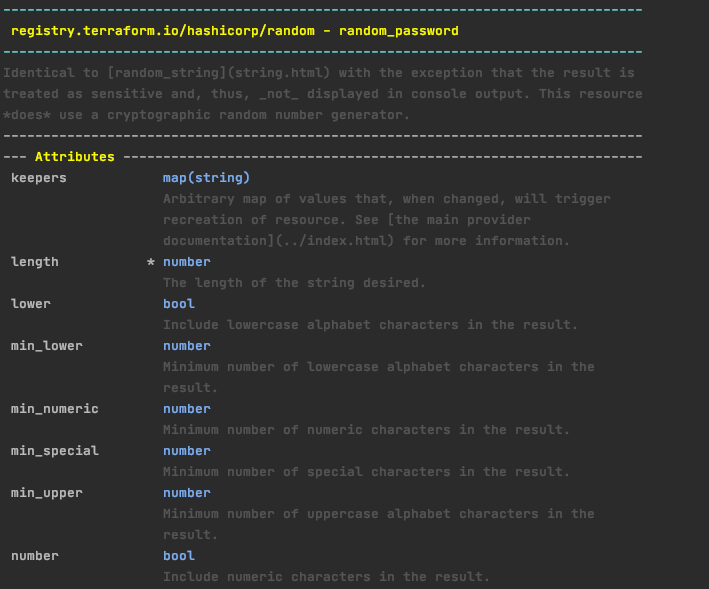 --------------------------------------------------------------------------------
registry.terraform.io/hashicorp/random - random_password
--------------------------------------------------------------------------------
Identical to [random_string](string.html) with the exception that the result is
treated as sensitive and, thus, _not_ displayed in console output. This resource
*does* use a cryptographic random number generator.
--------------------------------------------------------------------------------
--- Attributes -----------------------------------------------------------------
keepers map(string)
Arbitrary map of values that, when changed, will trigger
recreation of resource. See [the main provider
documentation](../index.html) for more information.
length * number
The length of the string desired.
lower bool
Include lowercase alphabet characters in the result.
min_lower number
Minimum number of lowercase alphabet characters in the
result.
min_numeric number
Minimum number of numeric characters in the result.
min_special number
Minimum number of special characters in the result.
min_upper number
Minimum number of uppercase alphabet characters in the
result.
number bool
Include numeric characters in the result.